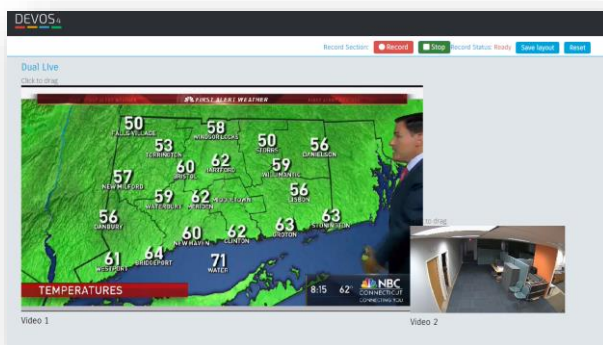 DEVOS4
Record Section: Record Stop Record Status: Ready Save layout Reset
Dual Live
Click to drag
FIRST ALERT WEATHER
50
FALLS VILLAGE
58
WINDSOR LOCKS
53
TORRINGTON
50
STORRS
56
DANIELSON
62
HARTFORD
60
BRISTOL
59
WILLIMANTIC
57
NEW MILFORD
59
WATERBURY
62
MERIDEN
MIDDLETOWN
56
LISBON
56
DANBURY
60
NEW HAVEN
62
CLINTON
63
GROTON
63
STONINGTON
61
WESTPORT
64
BRIDGEPORT
71
WATER
TEMPERATURES
8:15 62°
NBC
CONNECTICUT
CONNECTING YOU
to drag
Video 1
Video 2